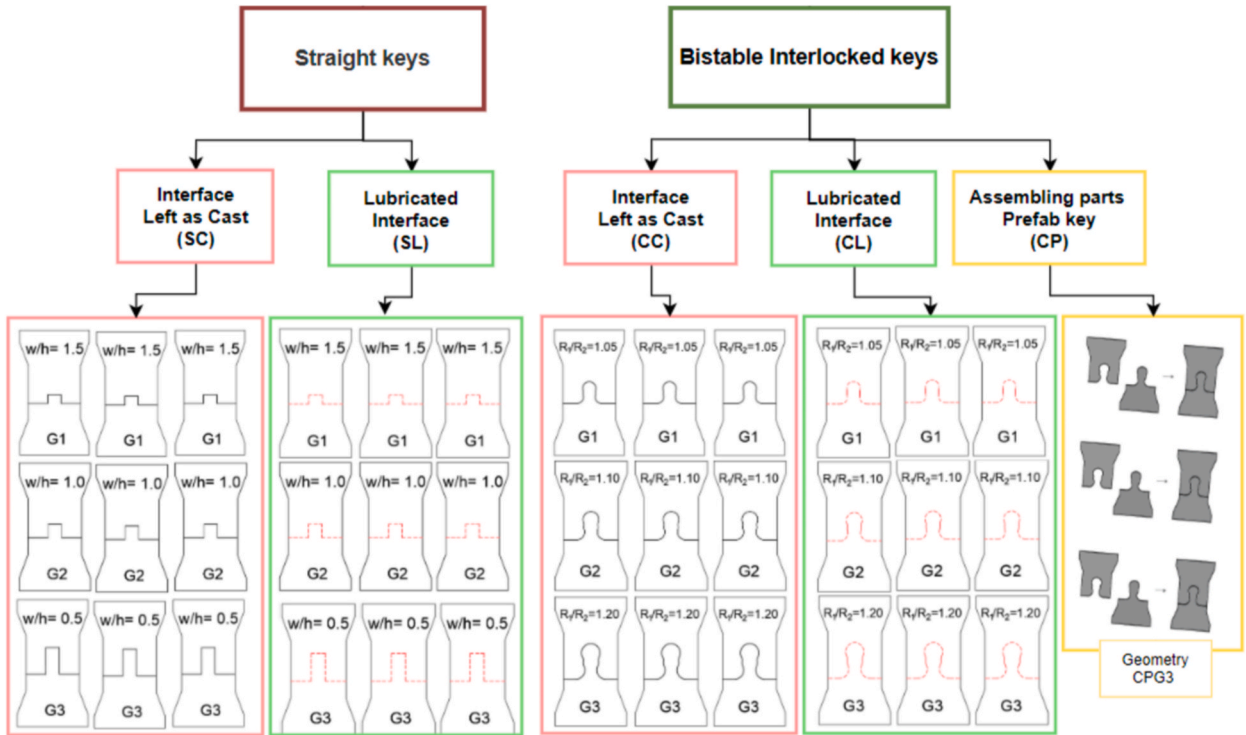 Straight keys
Bistable Interlocked keys
Interface
Left as Cast
(SC)
Lubricated
Interface
(SL)
Interface
Left as Cast
(CC)
Lubricated
Interface
(CL)
Assembling parts
Prefab key
(CP)
w/h= 1.5 w/h= 1.5 w/h= 1.5
G1 G1 G1
w/h= 1.0 w/h= 1.0 w/h= 1.0
G2 G2 G2
w/h= 0.5 w/h= 0.5 w/h= 0.5
G3 G3 G3
w/h= 1.5 w/h= 1.5 w/h= 1.5
G1 G1 G1
w/h= 1.0 w/h= 1.0 w/h= 1.0
G2 G2 G2
w/h= 0.5 w/h= 0.5 w/h= 0.5
G3 G3 G3
R₁/R₂=1.05 R₁/R₂=1.05 R₁/R₂=1.05
G1 G1 G1
R₁/R₂=1.10 R₁/R₂=1.10 R₁/R₂=1.10
G2 G2 G2
R₁/R₂=1.20 R₁/R₂=1.20 R₁/R₂=1.20
G3 G3 G3
R₁/R₂=1.05 R₁/R₂=1.05 R₁/R₂=1.05
G1 G1 G1
R₁/R₂=1.10 R₁/R₂=1.10 R₁/R₂=1.10
G2 G2 G2
R₁/R₂=1.20 R₁/R₂=1.20 R₁/R₂=1.20
G3 G3 G3
Geometry
CPG3